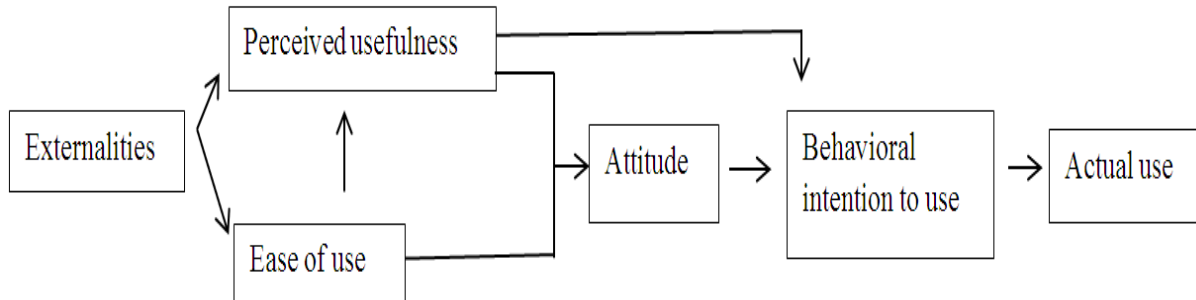 Perceived usefulness
Externalities
Ease of use
Attitude
Behavioral
intention to use
Actual use